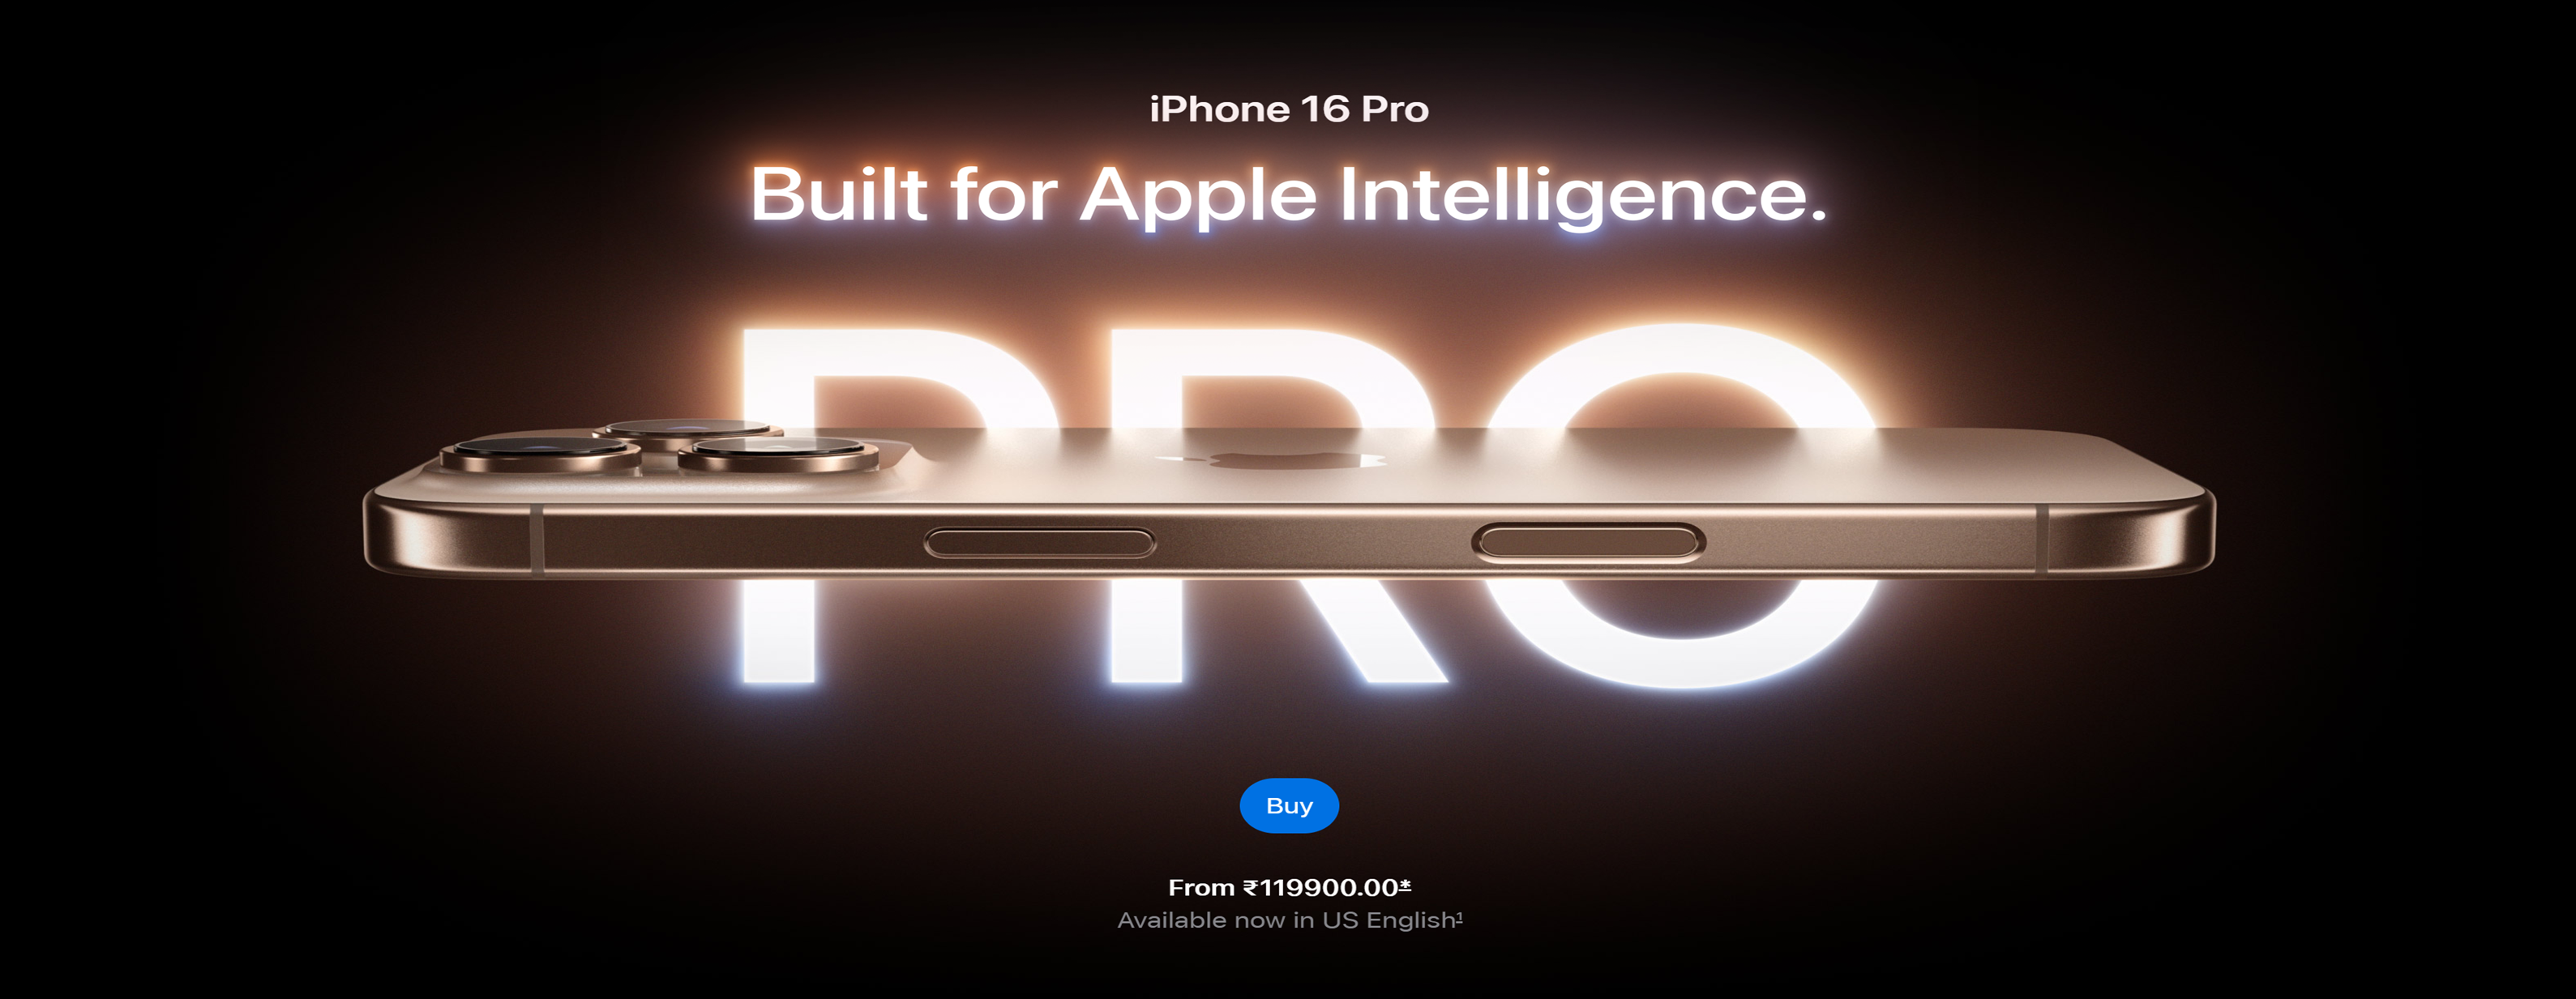 iPhone 16 Pro
Built for Apple Intelligence.
PRO
Buy
From ₹119900.00*
Available now in US English¹